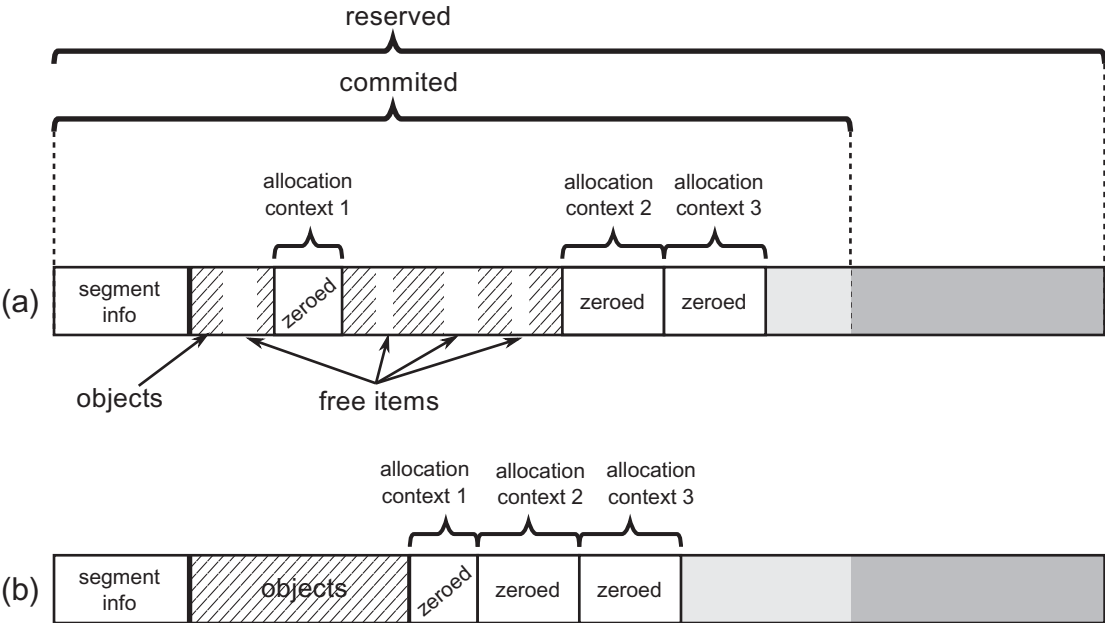 reserved
commited
allocation
context 1
allocation
context 2
allocation
context 3
(a)
segment
info
zeroed
zeroed
zeroed
objects
free items
allocation
context 1
allocation
context 2
allocation
context 3
(b)
segment
info
objects
zeroed
zeroed
zeroed